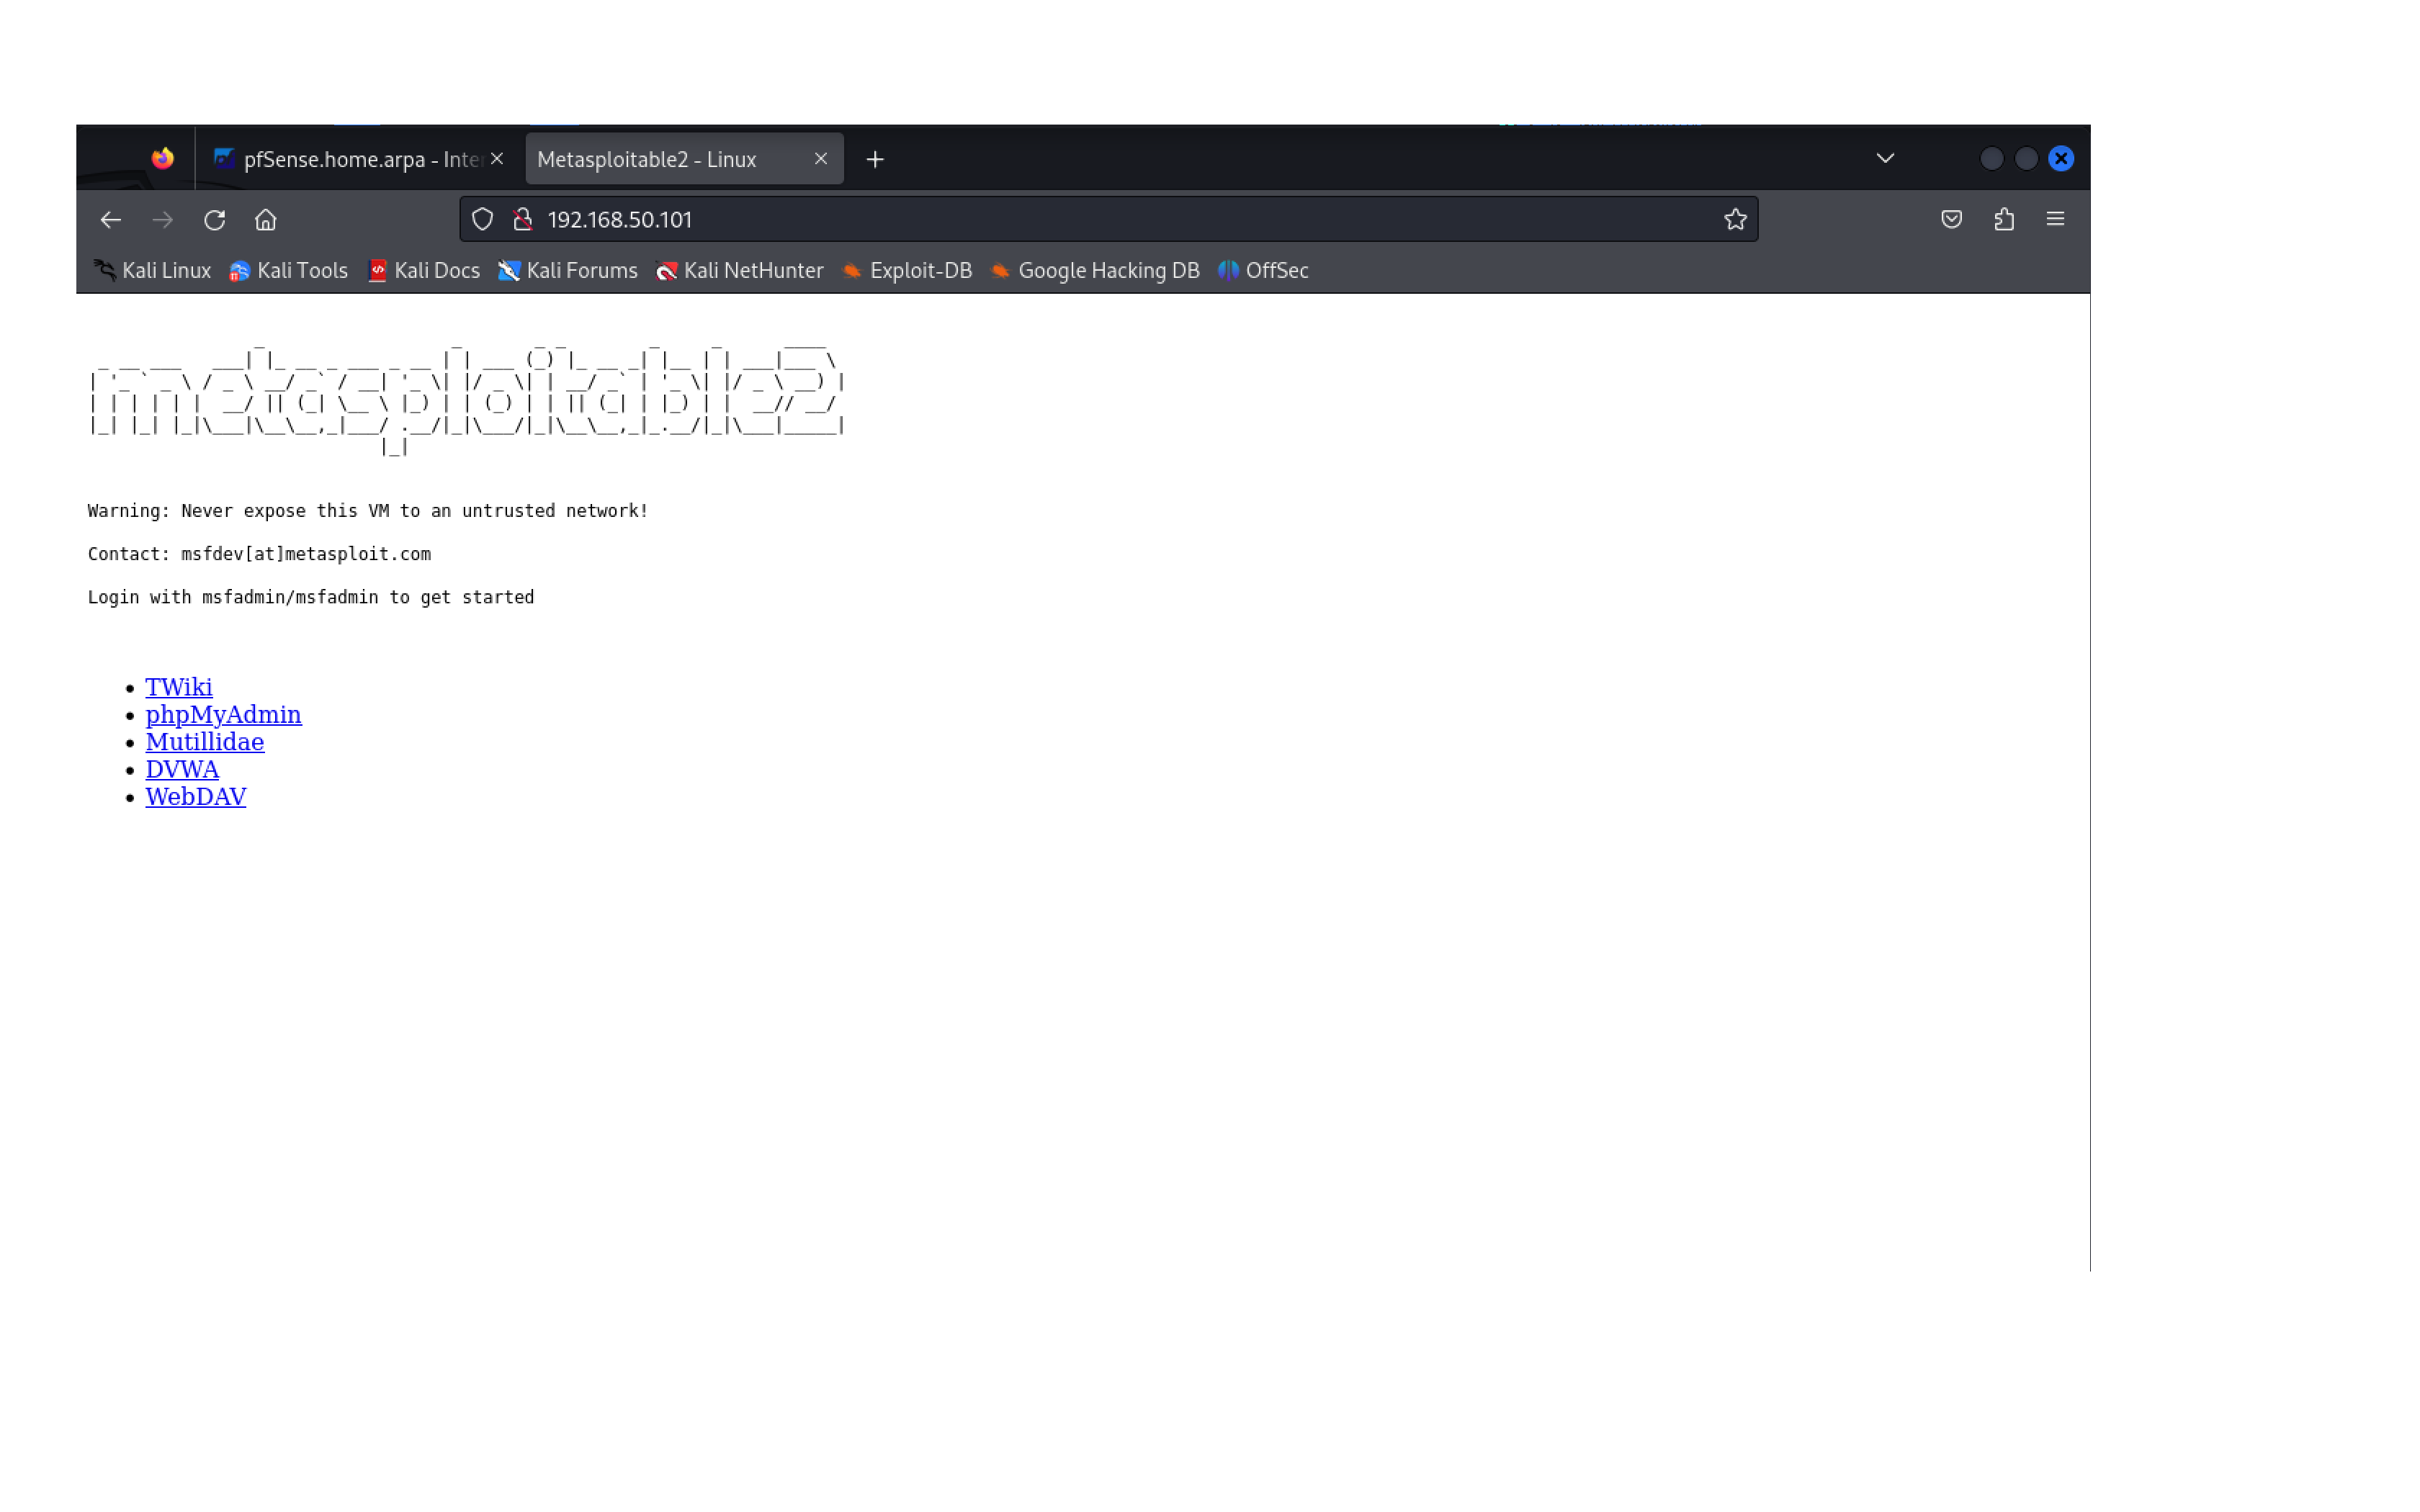 pfSense.home.arpa - Inter
Metasploitable2 - Linux
192.168.50.101
Kali Linux Kali Tools Kali Docs Kali Forums Kali NetHunter Exploit-DB Google Hacking DB OffSec
metasploitable2
Warning: Never expose this VM to an untrusted network!
Contact: msfdev[at]metasploit.com
Login with msfadmin/msfadmin to get started
TWiki
phpMyAdmin
Mutillidae
DVWA
WebDAV